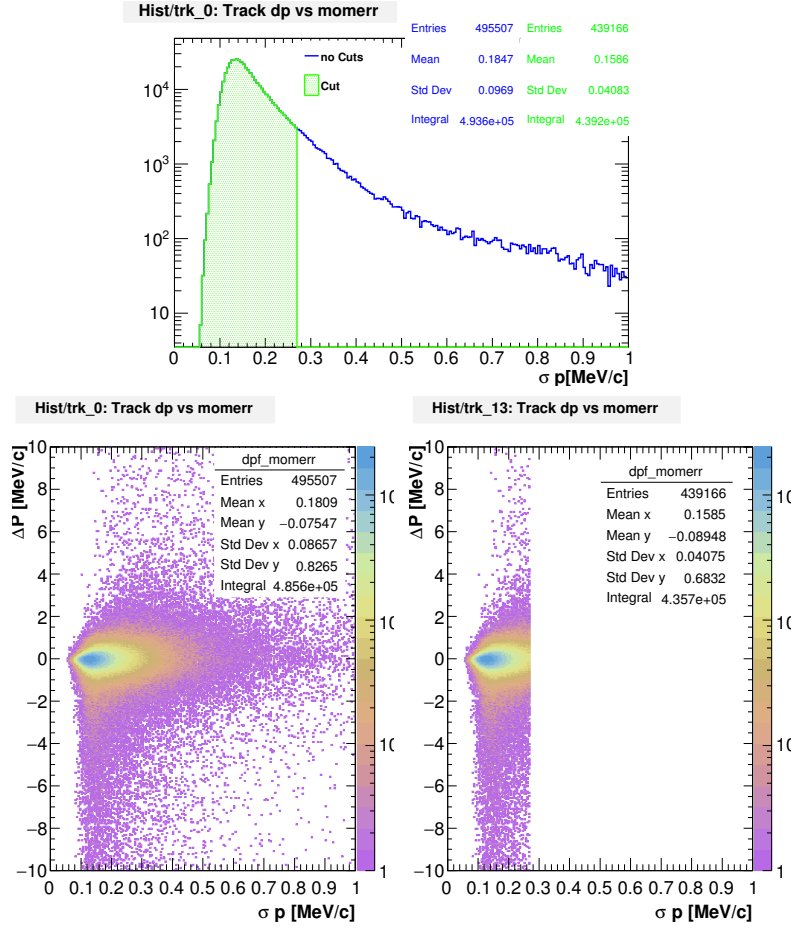 Hist/trk_0: Track dp vs momerr
Entries 495507 Entries 439166
Mean 0.1847 Mean 0.1586
Std Dev 0.0969 Std Dev 0.04083
Integral 4.936e+05 Integral 4.392e+05
no Cuts
Cut
10⁴
10³
10²
10
0 0.1 0.2 0.3 0.4 0.5 0.6 0.7 0.8 0.9 1
σ p[MeV/c]
Hist/trk_0: Track dp vs momerr
ΔP [MeV/c]
10
8
6
4
2
0
−2
−4
−6
−8
−10
dpf_momerr
Entries 495507
Mean x 0.1809
Mean y −0.07547
Std Dev x 0.08657
Std Dev y 0.8265
Integral 4.856e+05
10
10
10
1
0 0.1 0.2 0.3 0.4 0.5 0.6 0.7 0.8 0.9 1
σ p [MeV/c]
Hist/trk_13: Track dp vs momerr
ΔP [MeV/c]
10
8
6
4
2
0
−2
−4
−6
−8
−10
dpf_momerr
Entries 439166
Mean x 0.1585
Mean y −0.08948
Std Dev x 0.04075
Std Dev y 0.6832
Integral 4.357e+05
10
10
10
1
0 0.1 0.2 0.3 0.4 0.5 0.6 0.7 0.8 0.9 1
σ p [MeV/c]